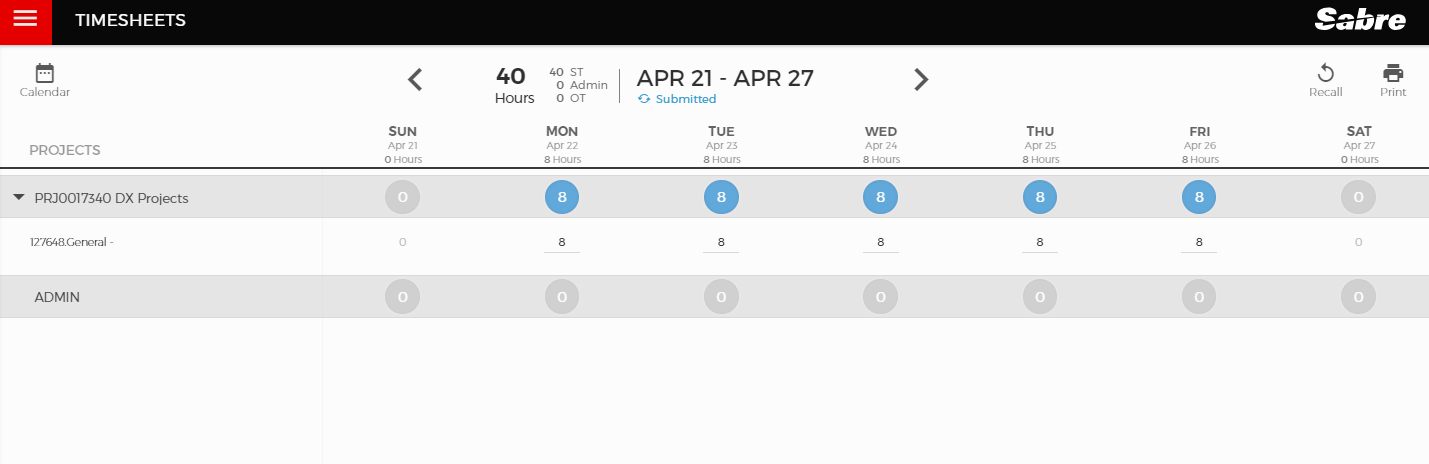 TIMESHEETS
Sabre
Calendar
40 Hours
40 ST
0 Admin
0 OT
APR 21 - APR 27
Submitted
Recall
Print
PROJECTS
SUN MON TUE WED THU FRI SAT
Apr 21 Apr 22 Apr 23 Apr 24 Apr 25 Apr 26 Apr 27
0 Hours 8 Hours 8 Hours 8 Hours 8 Hours 8 Hours 0 Hours
PRJ0017340 DX Projects 0 8 8 8 8 8 0
127648.General - 0 8 8 8 8 8 0
ADMIN 0 0 0 0 0 0 0